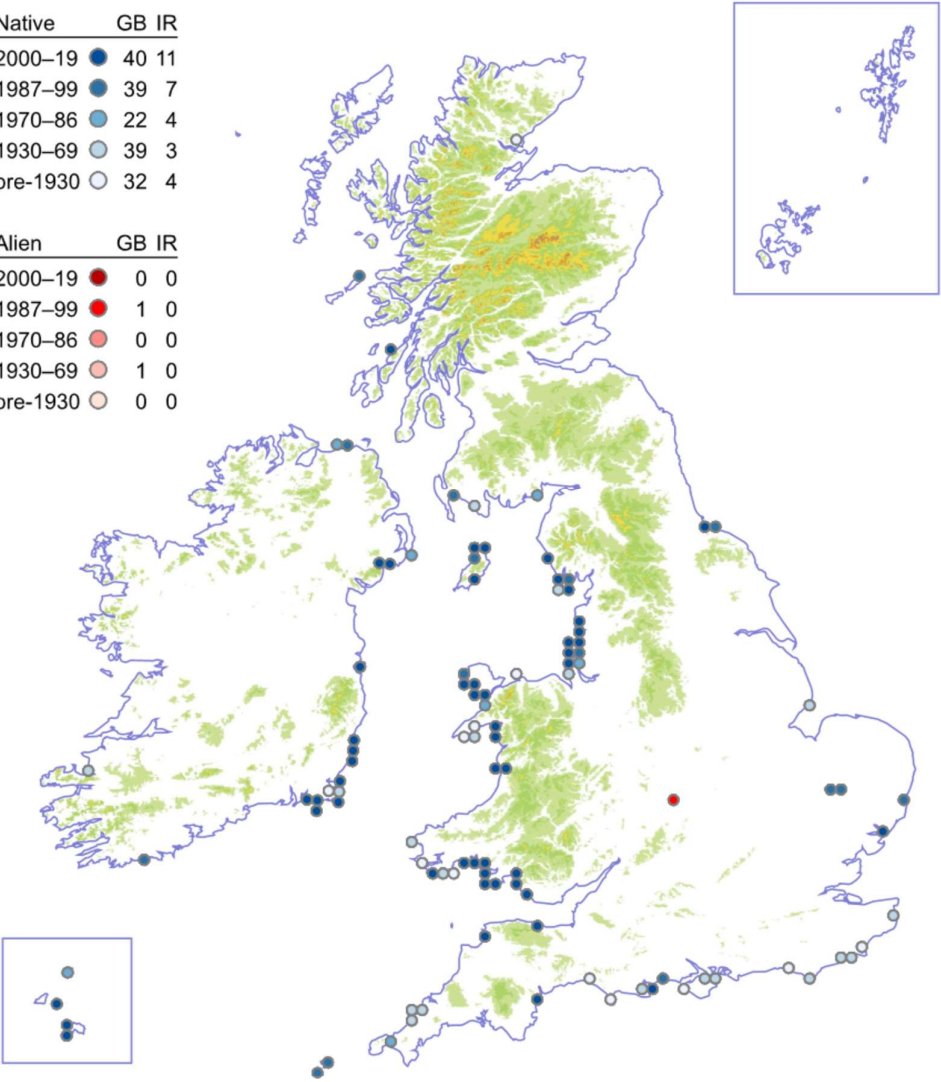 Native GB IR
2000–19 40 11
1987–99 39 7
1970–86 22 4
1930–69 39 3
pre-1930 32 4
Alien GB IR
2000–19 0 0
1987–99 1 0
1970–86 0 0
1930–69 1 0
pre-1930 0 0